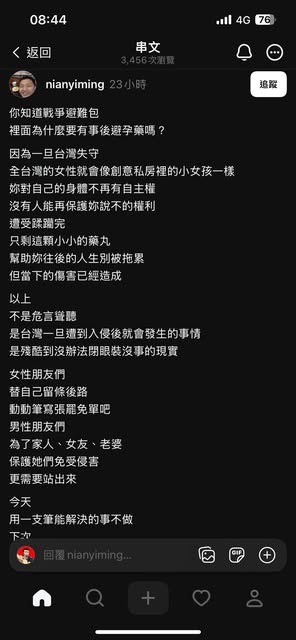 08:44
4G
76
返回
串文
3,456次瀏覽
nianyiming
23小時
追蹤
你知道戰爭避難包
裡面為什麼要有事後避孕藥嗎？
因為一旦台灣失守
全台灣的女性就會像創意私房裡的小女孩一樣
妳對自己的身體不再有自主權
沒有人能再保護妳說不的權利
遭受蹂躪完
只剩這顆小小的藥丸
幫助妳往後的人生別被拖累
但當下的傷害已經造成
以上
不是危言聳聽
是台灣一旦遭到入侵後就會發生的事情
是殘酷到沒辦法閉眼裝沒事的現實
女性朋友們
替自己留條後路
動動筆寫張罷免單吧
男性朋友們
為了家人、女友、老婆
保護她們免受侵害
更需要站出來
今天
用一支筆能解決的事不做
下次
回覆 nianyiming...
GIF